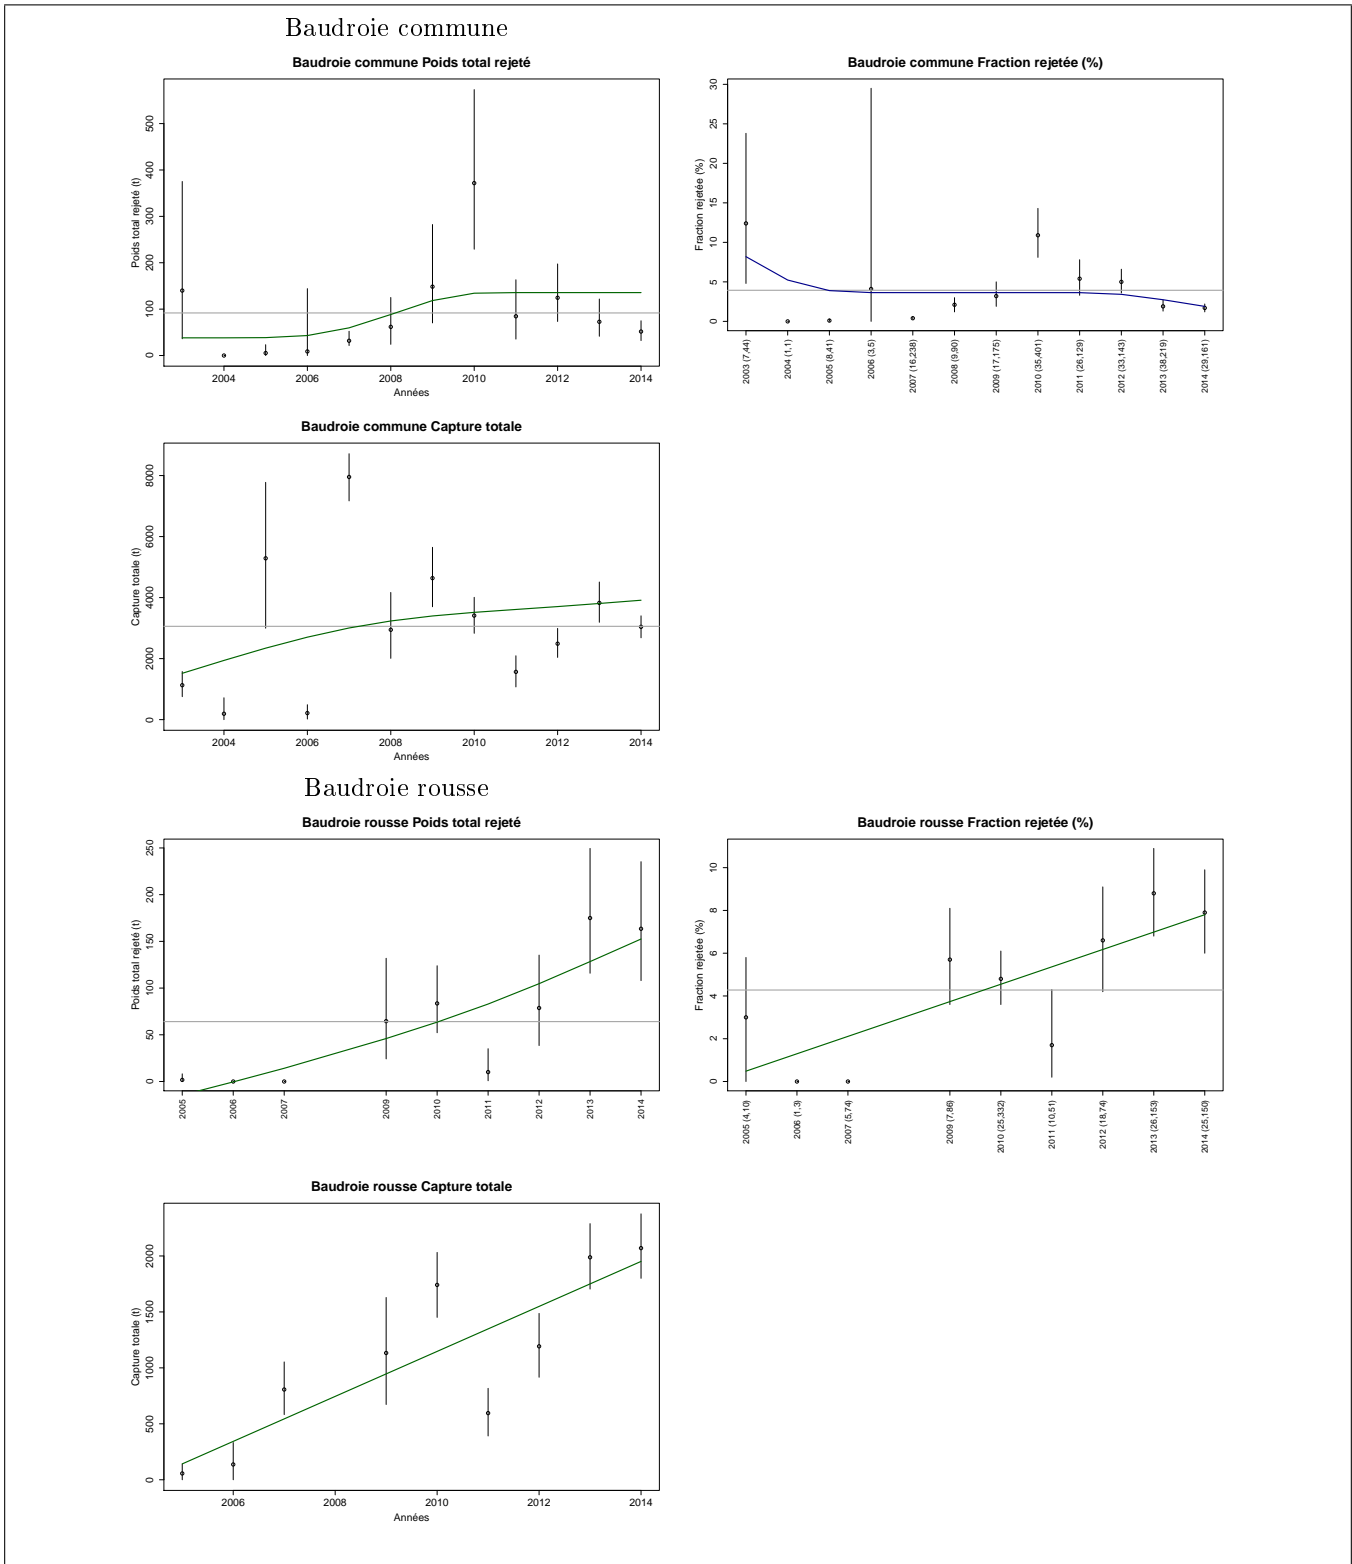 Baudroie commune
Baudroie commune Poids total rejeté
Poids total rejeté (t)
0 100 200 300 400 500
2004 2006 2008 2010 2012 2014
Années
Baudroie commune Fraction rejetée (%)
Fraction rejetée (%)
0 5 10 15 20 25 30
2003 (7,44)
2004 (1,1)
2005 (8,41)
2006 (3,5)
2007 (16,238)
2008 (9,90)
2009 (17,175)
2010 (35,401)
2011 (26,129)
2012 (33,143)
2013 (38,219)
2014 (29,161)
Baudroie commune Capture totale
Capture totale (t)
0 2000 4000 6000 8000
2004 2006 2008 2010 2012 2014
Années
Baudroie rousse
Baudroie rousse Poids total rejeté
Poids total rejeté (t)
0 50 100 150 200 250
2005
2006
2007
2009
2010
2011
2012
2013
2014
Baudroie rousse Fraction rejetée (%)
Fraction rejetée (%)
0 2 4 6 8 10
2005 (4,10)
2006 (1,3)
2007 (5,74)
2009 (7,86)
2010 (25,332)
2011 (10,51)
2012 (18,74)
2013 (26,153)
2014 (25,150)
Baudroie rousse Capture totale
Capture totale (t)
0 500 1000 1500 2000
2006 2008 2010 2012 2014
Années